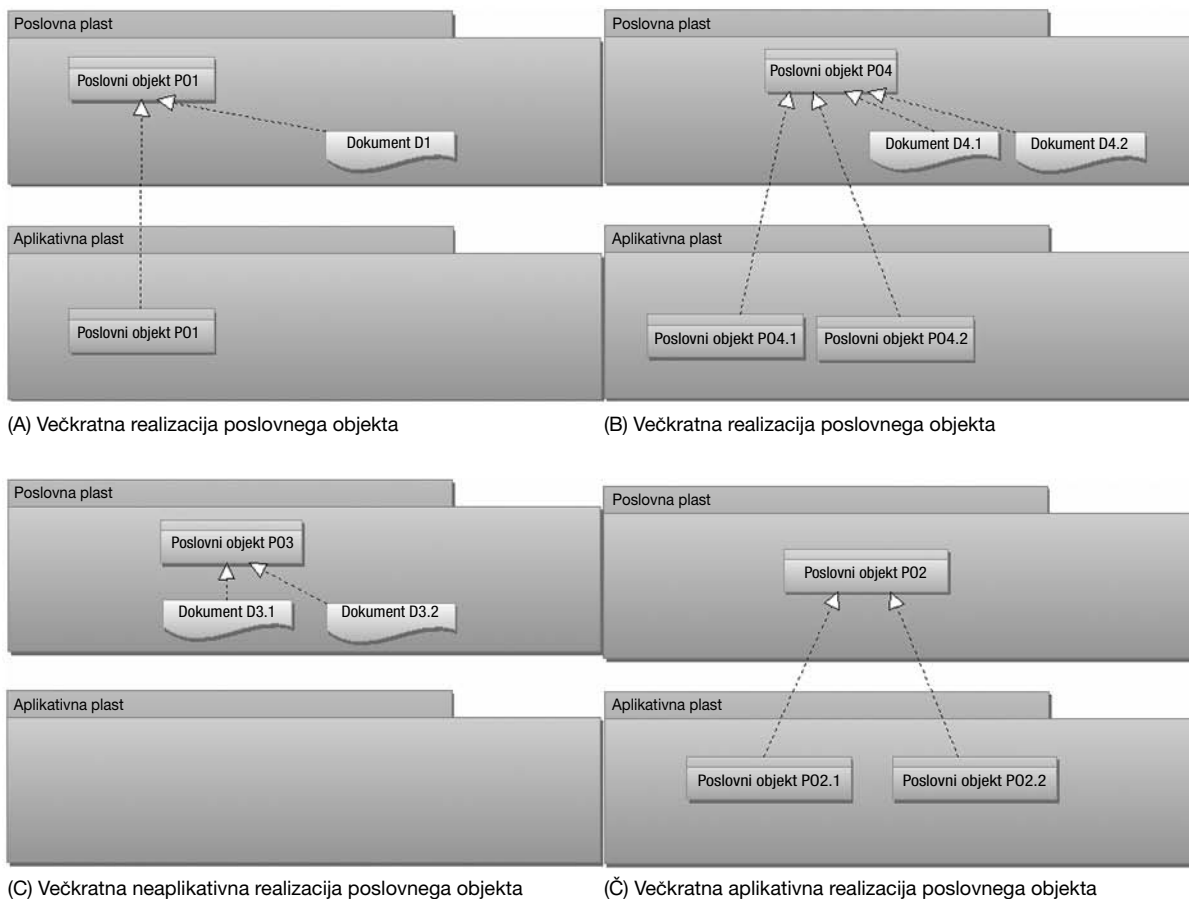 Poslovna plast
Poslovni objekt PO1
Dokument D1
Aplikativna plast
Poslovni objekt PO1
(A) Večkratna realizacija poslovnega objekta
Poslovna plast
Poslovni objekt PO4
Dokument D4.1
Dokument D4.2
Aplikativna plast
Poslovni objekt PO4.1
Poslovni objekt PO4.2
(B) Večkratna realizacija poslovnega objekta
Poslovna plast
Poslovni objekt PO3
Dokument D3.1
Dokument D3.2
Aplikativna plast
(C) Večkratna neaplikativna realizacija poslovnega objekta
Poslovna plast
Poslovni objekt PO2
Aplikativna plast
Poslovni objekt PO2.1
Poslovni objekt PO2.2
(Č) Večkratna aplikativna realizacija poslovnega objekta